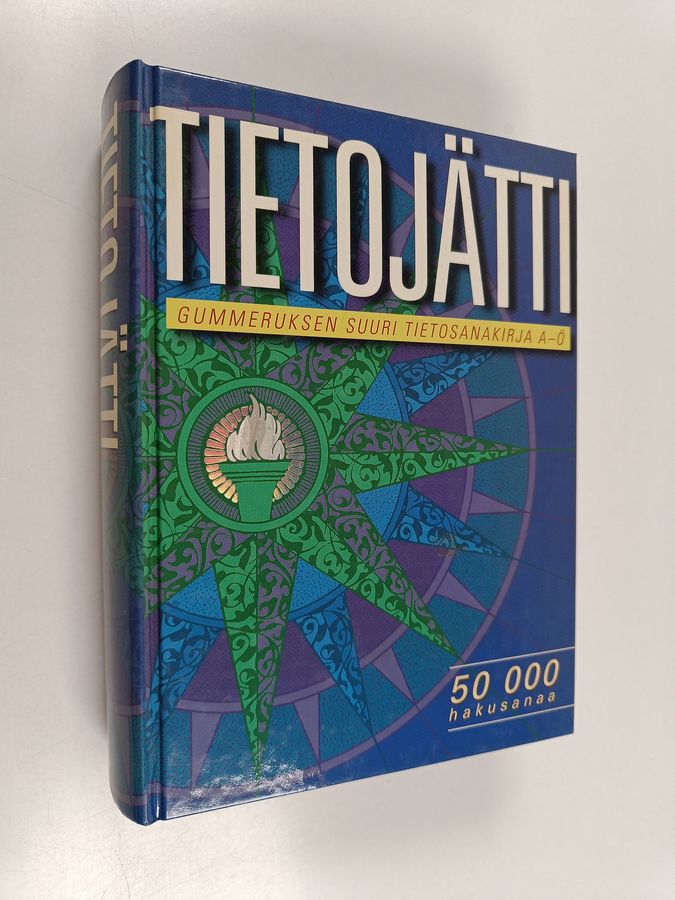 TIETOJÄTTI
TIETOJÄTTI
GUMMERUKSEN SUURI TIETOSANAKIRJA A–Ö
50 000
hakusanaa